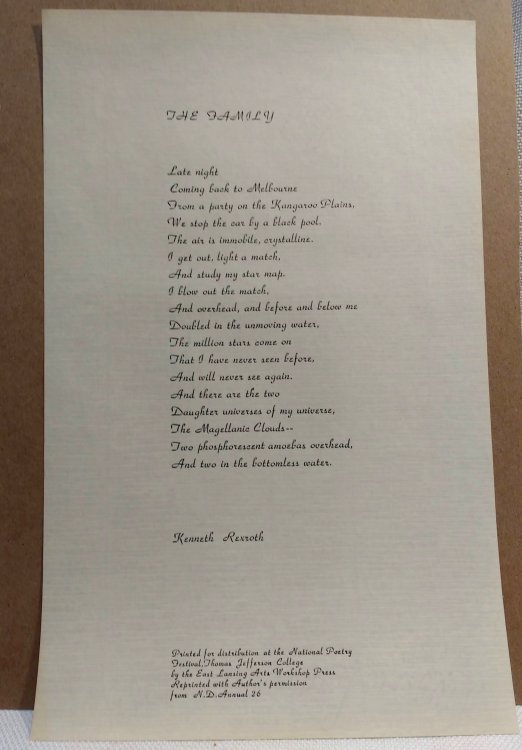 THE FAMILY
Late night
Coming back to Melbourne
From a party on the Kangaroo Plains,
We stop the car by a black pool.
The air is immobile, crystalline.
I get out, light a match,
And study my star map.
I blow out the match,
And overhead, and before and below me
Doubled in the unmoving water,
The million stars come on
That I have never seen before,
And will never see again.
And there are the two
Daughter universes of my universe,
The Magellanic Clouds--
Two phosphorescent amoebas overhead,
And two in the bottomless water.
Kenneth Rexroth
Printed for distribution at the National Poetry
Festival,Thomas Jefferson College
by the East Lansing Arts Workshop Press
Reprinted with Author's permission
from N.D.Annual 26